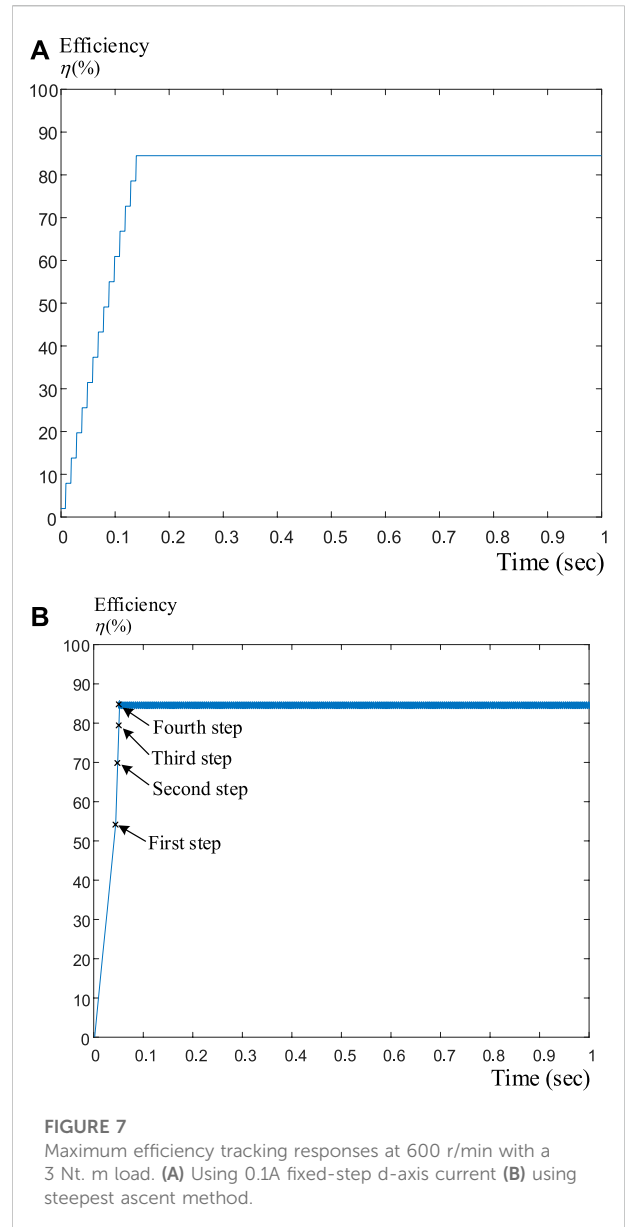 A
Efficiency
η(%)
100
90
80
70
60
50
40
30
20
10
0
0 0.1 0.2 0.3 0.4 0.5 0.6 0.7 0.8 0.9 1
Time (sec)
B
Efficiency
η(%)
100
90
80
70
60
50
40
30
20
10
0
Fourth step
Third step
Second step
First step
0 0.1 0.2 0.3 0.4 0.5 0.6 0.7 0.8 0.9 1
Time (sec)
FIGURE 7
Maximum efficiency tracking responses at 600 r/min with a
3 Nt. m load. (A) Using 0.1A fixed-step d-axis current (B) using
steepest ascent method.